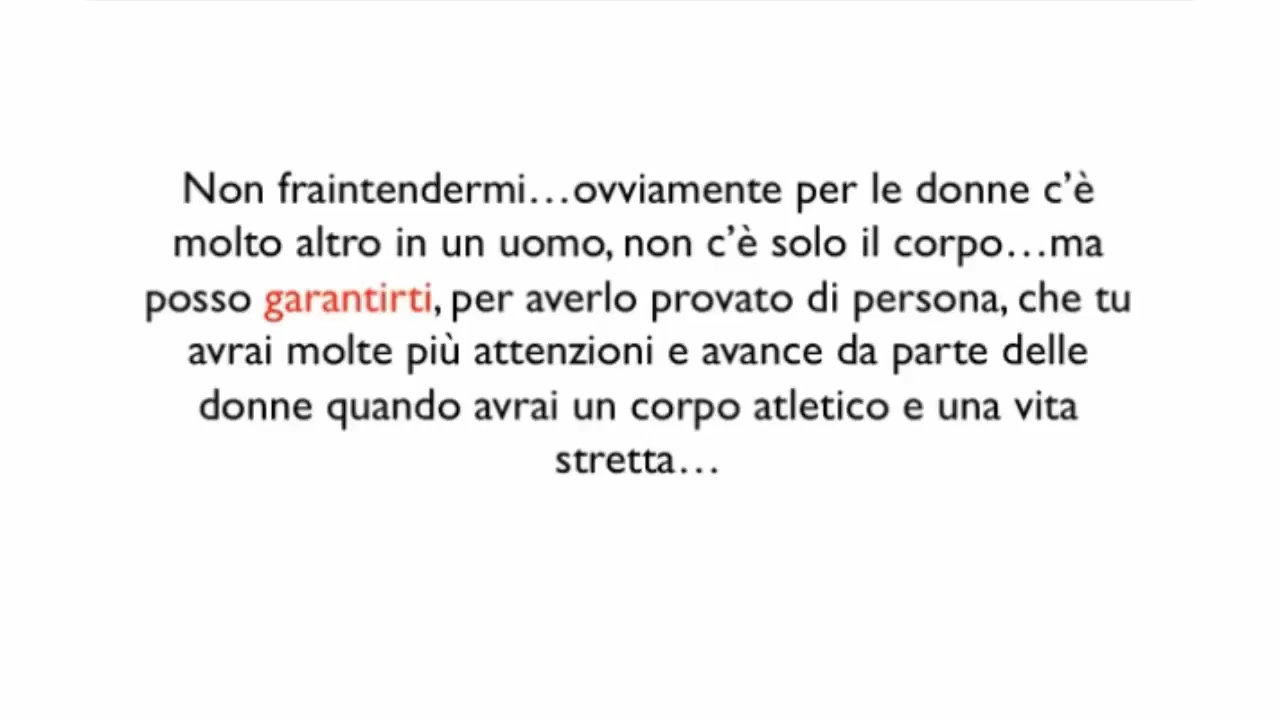 Non fraintendermi…ovviamente per le donne c’è
molto altro in un uomo, non c’è solo il corpo…ma
posso garantirti, per averlo provato di persona, che tu
avrai molte più attenzioni e avance da parte delle
donne quando avrai un corpo atletico e una vita
stretta…